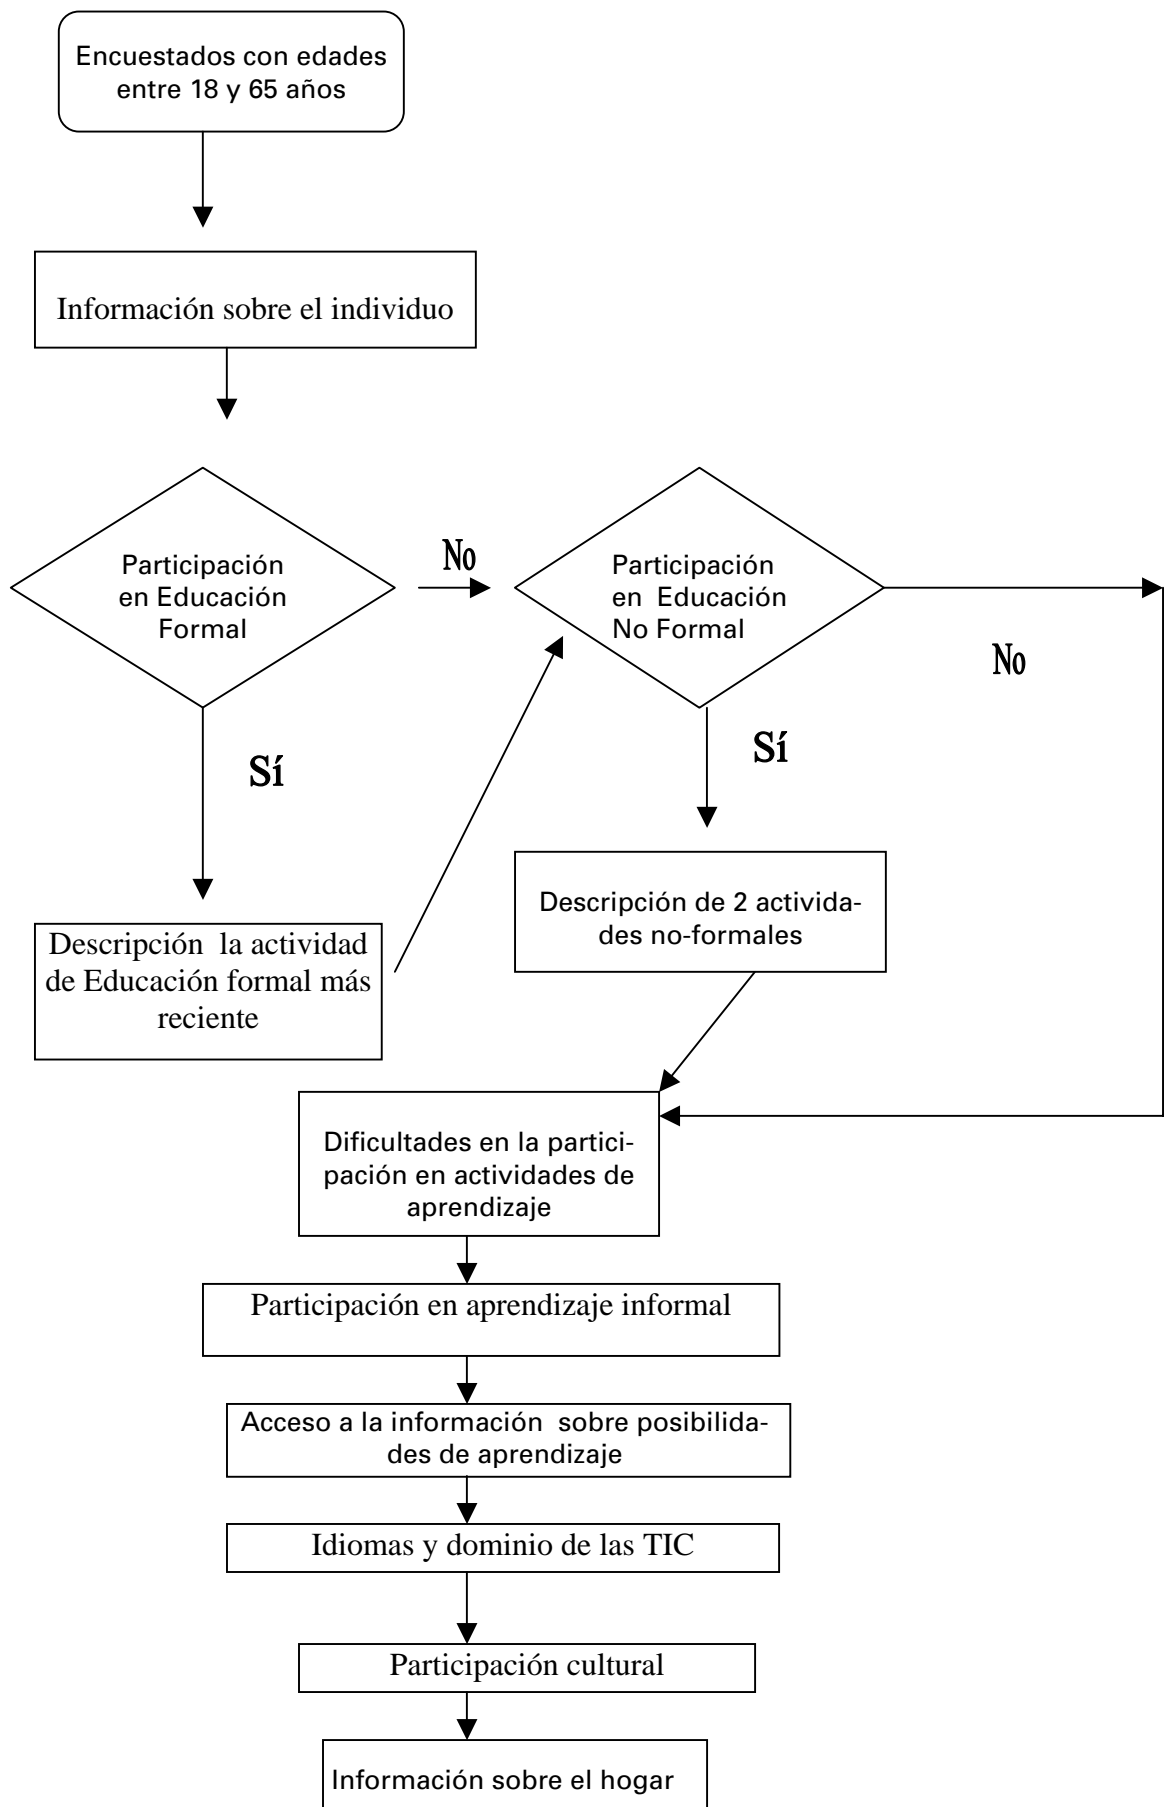 Encuestados con edades
entre 18 y 65 años
Información sobre el individuo
Participación
en Educación
Formal
No
Participación
en Educación
No Formal
No
Sí
Sí
Descripción de 2 activida-
des no-formales
Descripción la actividad
de Educación formal más
reciente
Dificultades en la partici-
pación en actividades de
aprendizaje
Participación en aprendizaje informal
Acceso a la información sobre posibilida-
des de aprendizaje
Idiomas y dominio de las TIC
Participación cultural
Información sobre el hogar